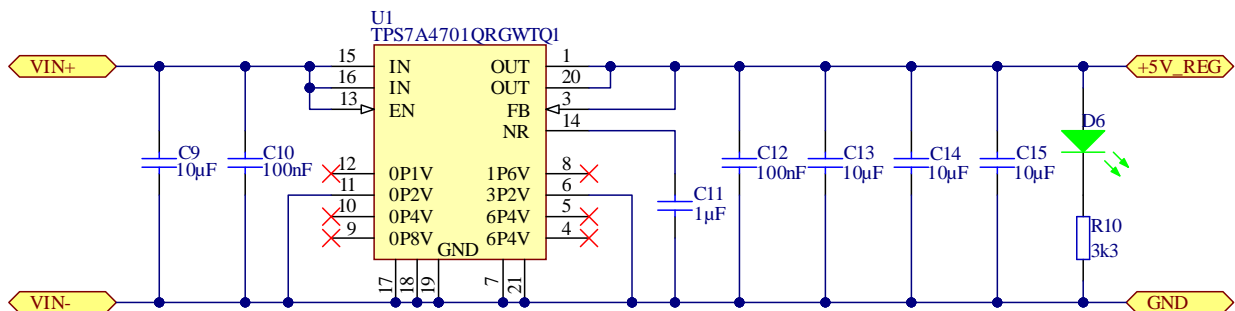 U1
TPS7A4701QRGWTQ1
VIN+
15 IN OUT 1
16 IN OUT 20
13 EN FB 3
NR 14
+5V_REG
D6
C9
10µF
C10
100nF
12 0P1V 1P6V 8
11 0P2V 3P2V 6
10 0P4V 6P4V 5
9 0P8V 6P4V 4
GND
17
18
19
7
21
C11
1µF
C12
100nF
C13
10µF
C14
10µF
C15
10µF
R10
3k3
VIN-
GND